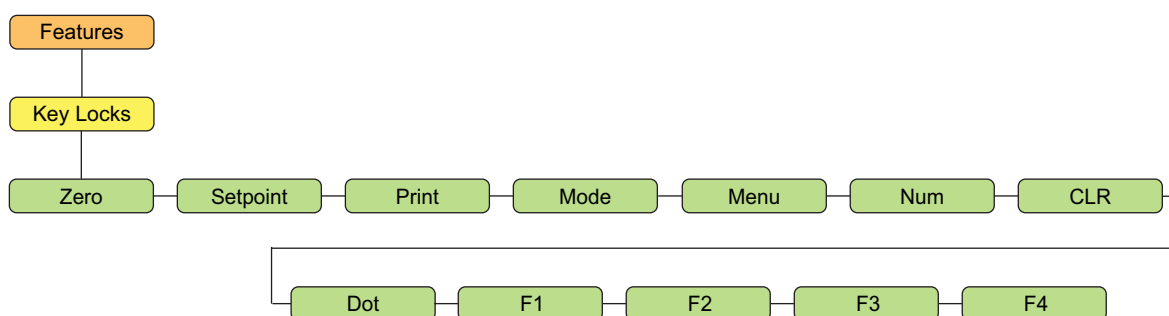 Features
Key Locks
Zero Setpoint Print Mode Menu Num CLR
Dot F1 F2 F3 F4